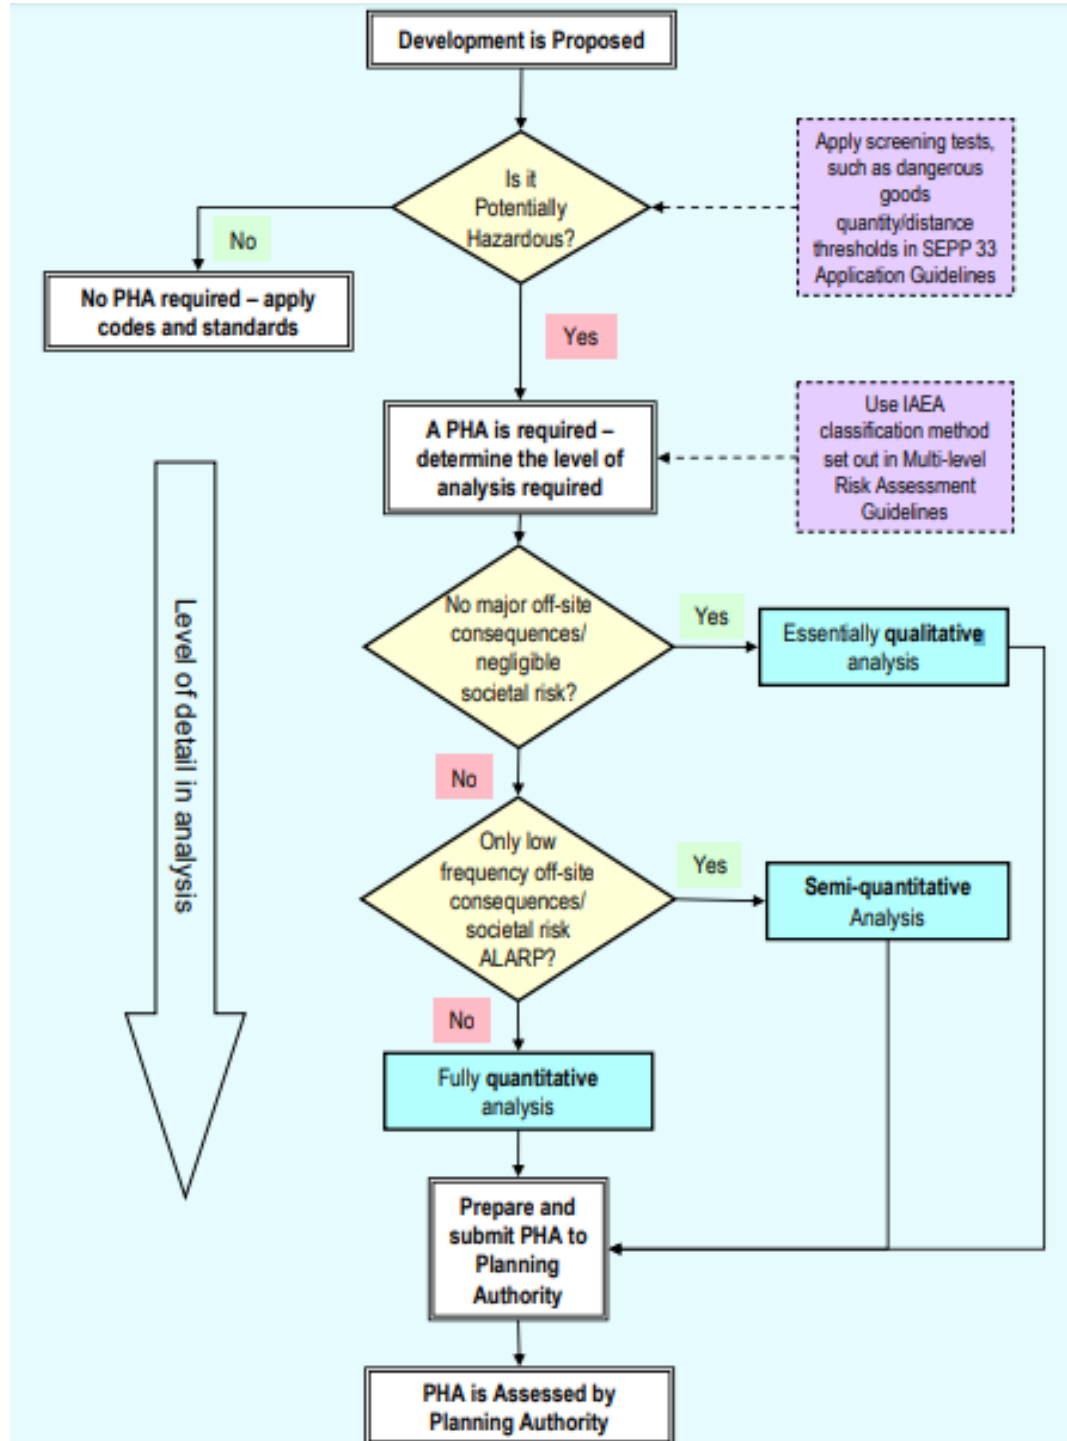 Development is Proposed
Is it
Potentially
Hazardous?
Apply screening tests,
such as dangerous
goods
quantity/distance
thresholds in SEPP 33
Application Guidelines
No
No PHA required – apply
codes and standards
Yes
A PHA is required –
determine the level of
analysis required
Use IAEA
classification method
set out in Multi-level
Risk Assessment
Guidelines
Level of detail in analysis
No major off-site
consequences/
negligible
societal risk?
Yes
Essentially qualitative
analysis
No
Only low
frequency off-site
consequences/
societal risk
ALARP?
Yes
Semi-quantitative
Analysis
No
Fully quantitative
analysis
Prepare and
submit PHA to
Planning
Authority
PHA is Assessed by
Planning Authority